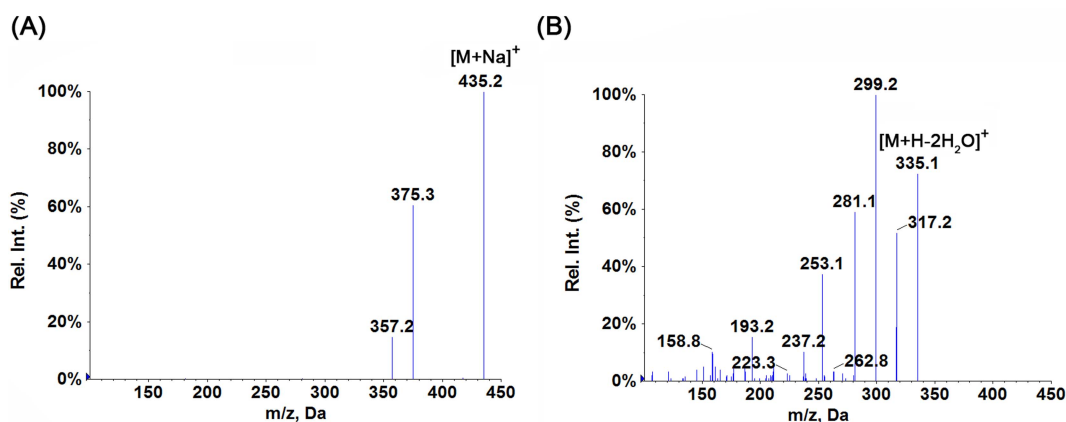 (A)
[M+Na]⁺
435.2
100%
80%
375.3
60%
Rel. Int. (%)
40%
357.2
20%
0%
150 200 250 300 350 400 450
m/z, Da
(B)
299.2
100%
[M+H-2H₂O]⁺
335.1
80%
281.1
317.2
60%
Rel. Int. (%)
253.1
40%
193.2
237.2
158.8
20%
223.3
262.8
0%
150 200 250 300 350 400 450
m/z, Da